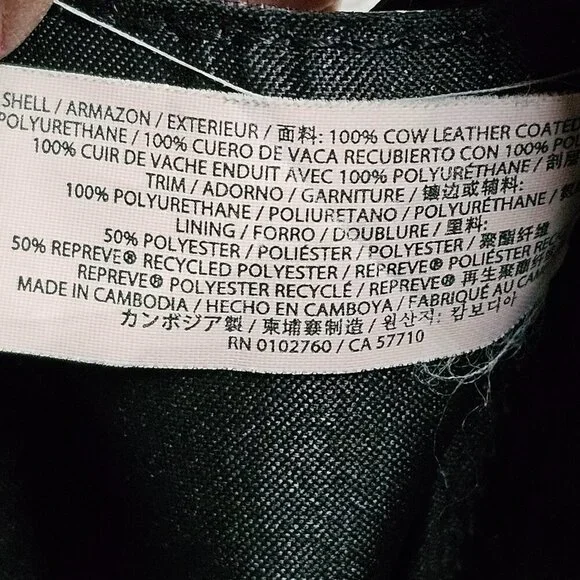 SHELL / ARMAZON / EXTERIEUR / 面料: 100% COW LEATHER COATED
POLYURETHANE / 100% CUERO DE VACA RECUBIERTO CON 100% POL
100% CUIR DE VACHE ENDUIT AVEC 100% POLYURÉTHANE / 剖层
TRIM / ADORNO / GARNITURE / 镶边或辅料:
100% POLYURETHANE / POLIURETANO / POLYURÉTHANE /
LINING / FORRO / DOUBLURE / 里料:
50% POLYESTER / POLIÉSTER / POLYESTER / 聚酯纤维
50% REPREVE® RECYCLED POLYESTER / REPREVE® POLIÉSTER RECIC
REPREVE® POLYESTER RECYCLÉ / REPREVE® 再生聚酯纤维
MADE IN CAMBODIA / HECHO EN CAMBOYA / FABRIQUÉ AU CAMB
カンボジア製 / 柬埔寨制造 / 원산지: 캄보디아
RN 0102760 / CA 57710